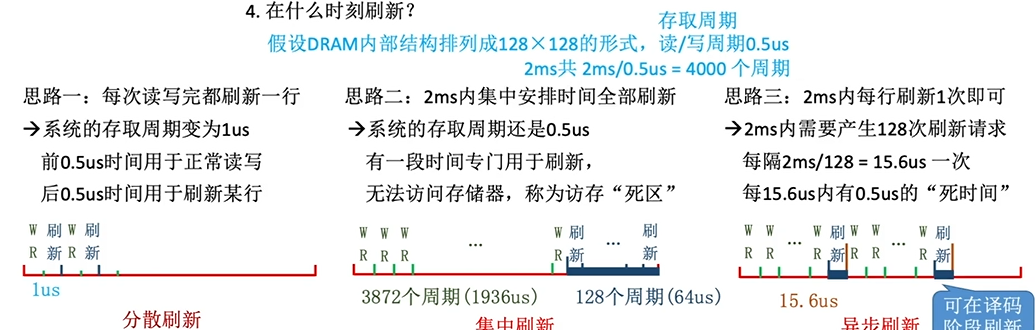 4. 在什么时刻刷新？
存取周期
假设DRAM内部结构排列成128×128的形式，读/写周期0.5us
2ms共 2ms/0.5us = 4000 个周期
思路一：每次读写完都刷新一行
→系统的存取周期变为1us
前0.5us时间用于正常读写
后0.5us时间用于刷新某行
W 刷 W 刷
R 新 R 新
1us
分散刷新
思路二：2ms内集中安排时间全部刷新
→系统的存取周期还是0.5us
有一段时间专门用于刷新，
无法访问存储器，称为访存“死区”
W W W ... W 刷 ... 刷
R R R R 新 新
3872个周期(1936us)
128个周期(64us)
集中刷新
思路三：2ms内每行刷新1次即可
→2ms内需要产生128次刷新请求
每隔2ms/128 = 15.6us 一次
每15.6us内有0.5us的“死时间”
W W ... W 刷 W W ... W 刷
R R R 新 R R R 新
15.6us
可在译码
阶段刷新
异步刷新